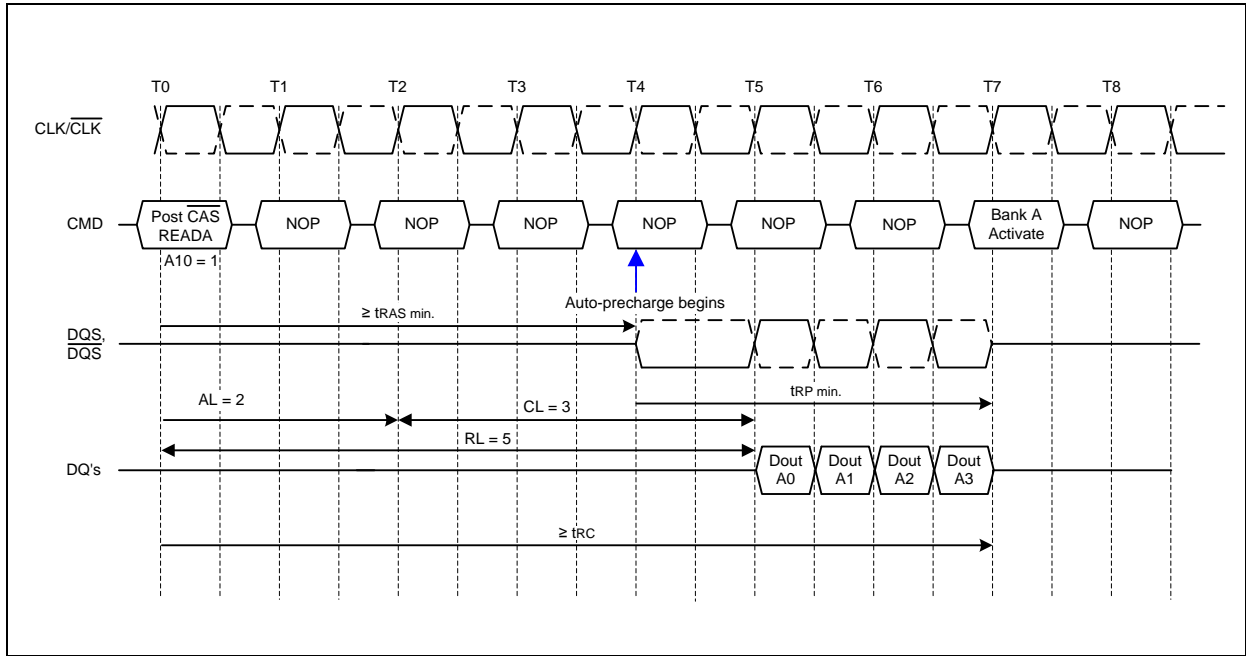 T0 T1 T2 T3 T4 T5 T6 T7 T8
CLK/CLK
CMD
Post CAS
READA
NOP NOP NOP NOP NOP NOP
Bank A
Activate
NOP
A10 = 1
Auto-precharge begins
≥ tRAS min.
DQS,
DQS
tRP min.
AL = 2
CL = 3
RL = 5
DQ's
Dout
A0
Dout
A1
Dout
A2
Dout
A3
≥ tRC